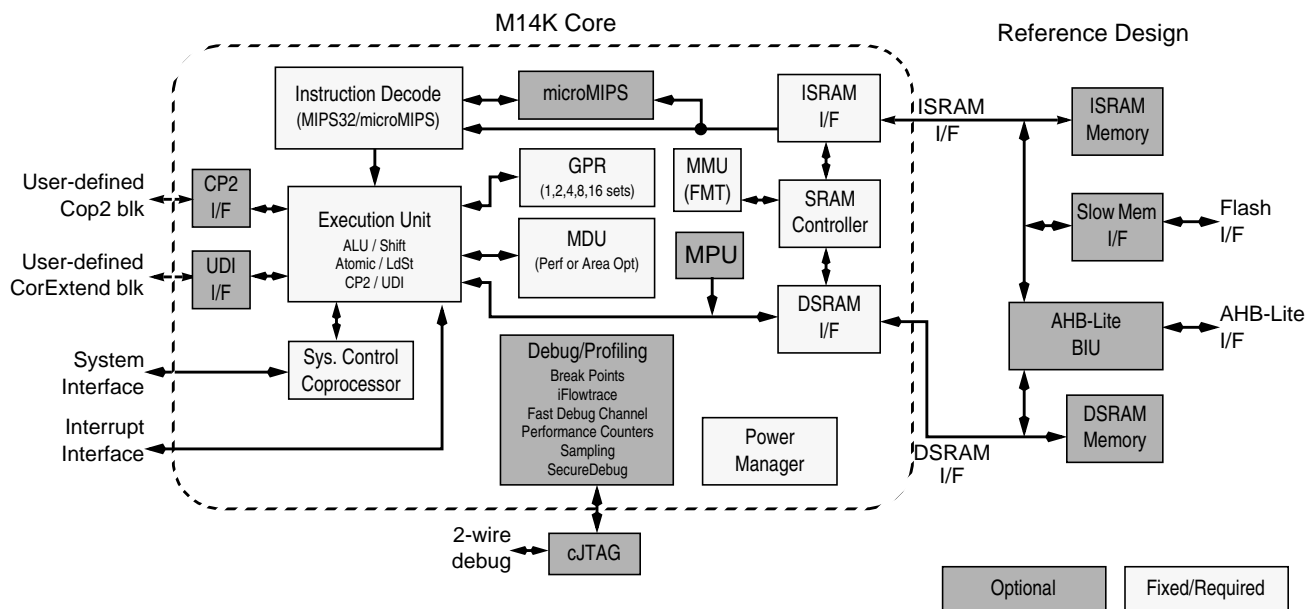 M14K Core
Reference Design
Instruction Decode
(MIPS32/microMIPS)
microMIPS
ISRAM
I/F
ISRAM
I/F
ISRAM
Memory
User-defined
Cop2 blk
CP2
I/F
GPR
(1,2,4,8,16 sets)
MMU
(FMT)
SRAM
Controller
Slow Mem
I/F
Flash
I/F
Execution Unit
ALU / Shift
Atomic / LdSt
CP2 / UDI
MDU
(Perf or Area Opt)
MPU
User-defined
CorExtend blk
UDI
I/F
DSRAM
I/F
AHB-Lite
BIU
AHB-Lite
I/F
System
Interface
Sys. Control
Coprocessor
Debug/Profiling
Break Points
iFlowtrace
Fast Debug Channel
Performance Counters
Sampling
SecureDebug
Power
Manager
DSRAM
I/F
DSRAM
Memory
Interrupt
Interface
2-wire
debug
cJTAG
Optional
Fixed/Required